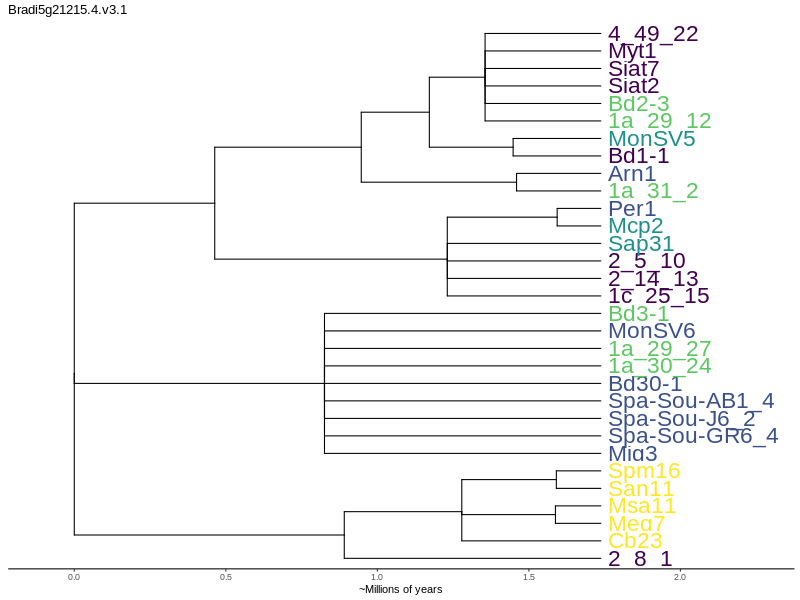 Bradi5g21215.4.v3.1
4_49_22
Myt1
Siat7
Siat2
Bd2-3
1a_29_12
MonSV5
Bd1-1
Arn1
1a_31_2
Per1
Mcp2
Sap31
2_5_10
2_14_13
1c_25_15
Bd3-1
MonSV6
1a_29_27
1a_30_24
Bd30-1
Spa-Sou-AB1_4
Spa-Sou-J6_2
Spa-Sou-GR6_4
Mig3
Spm16
San11
Msa11
Meg7
Cb23
2_8_1
0.0 0.5 1.0 1.5 2.0
~Millions of years